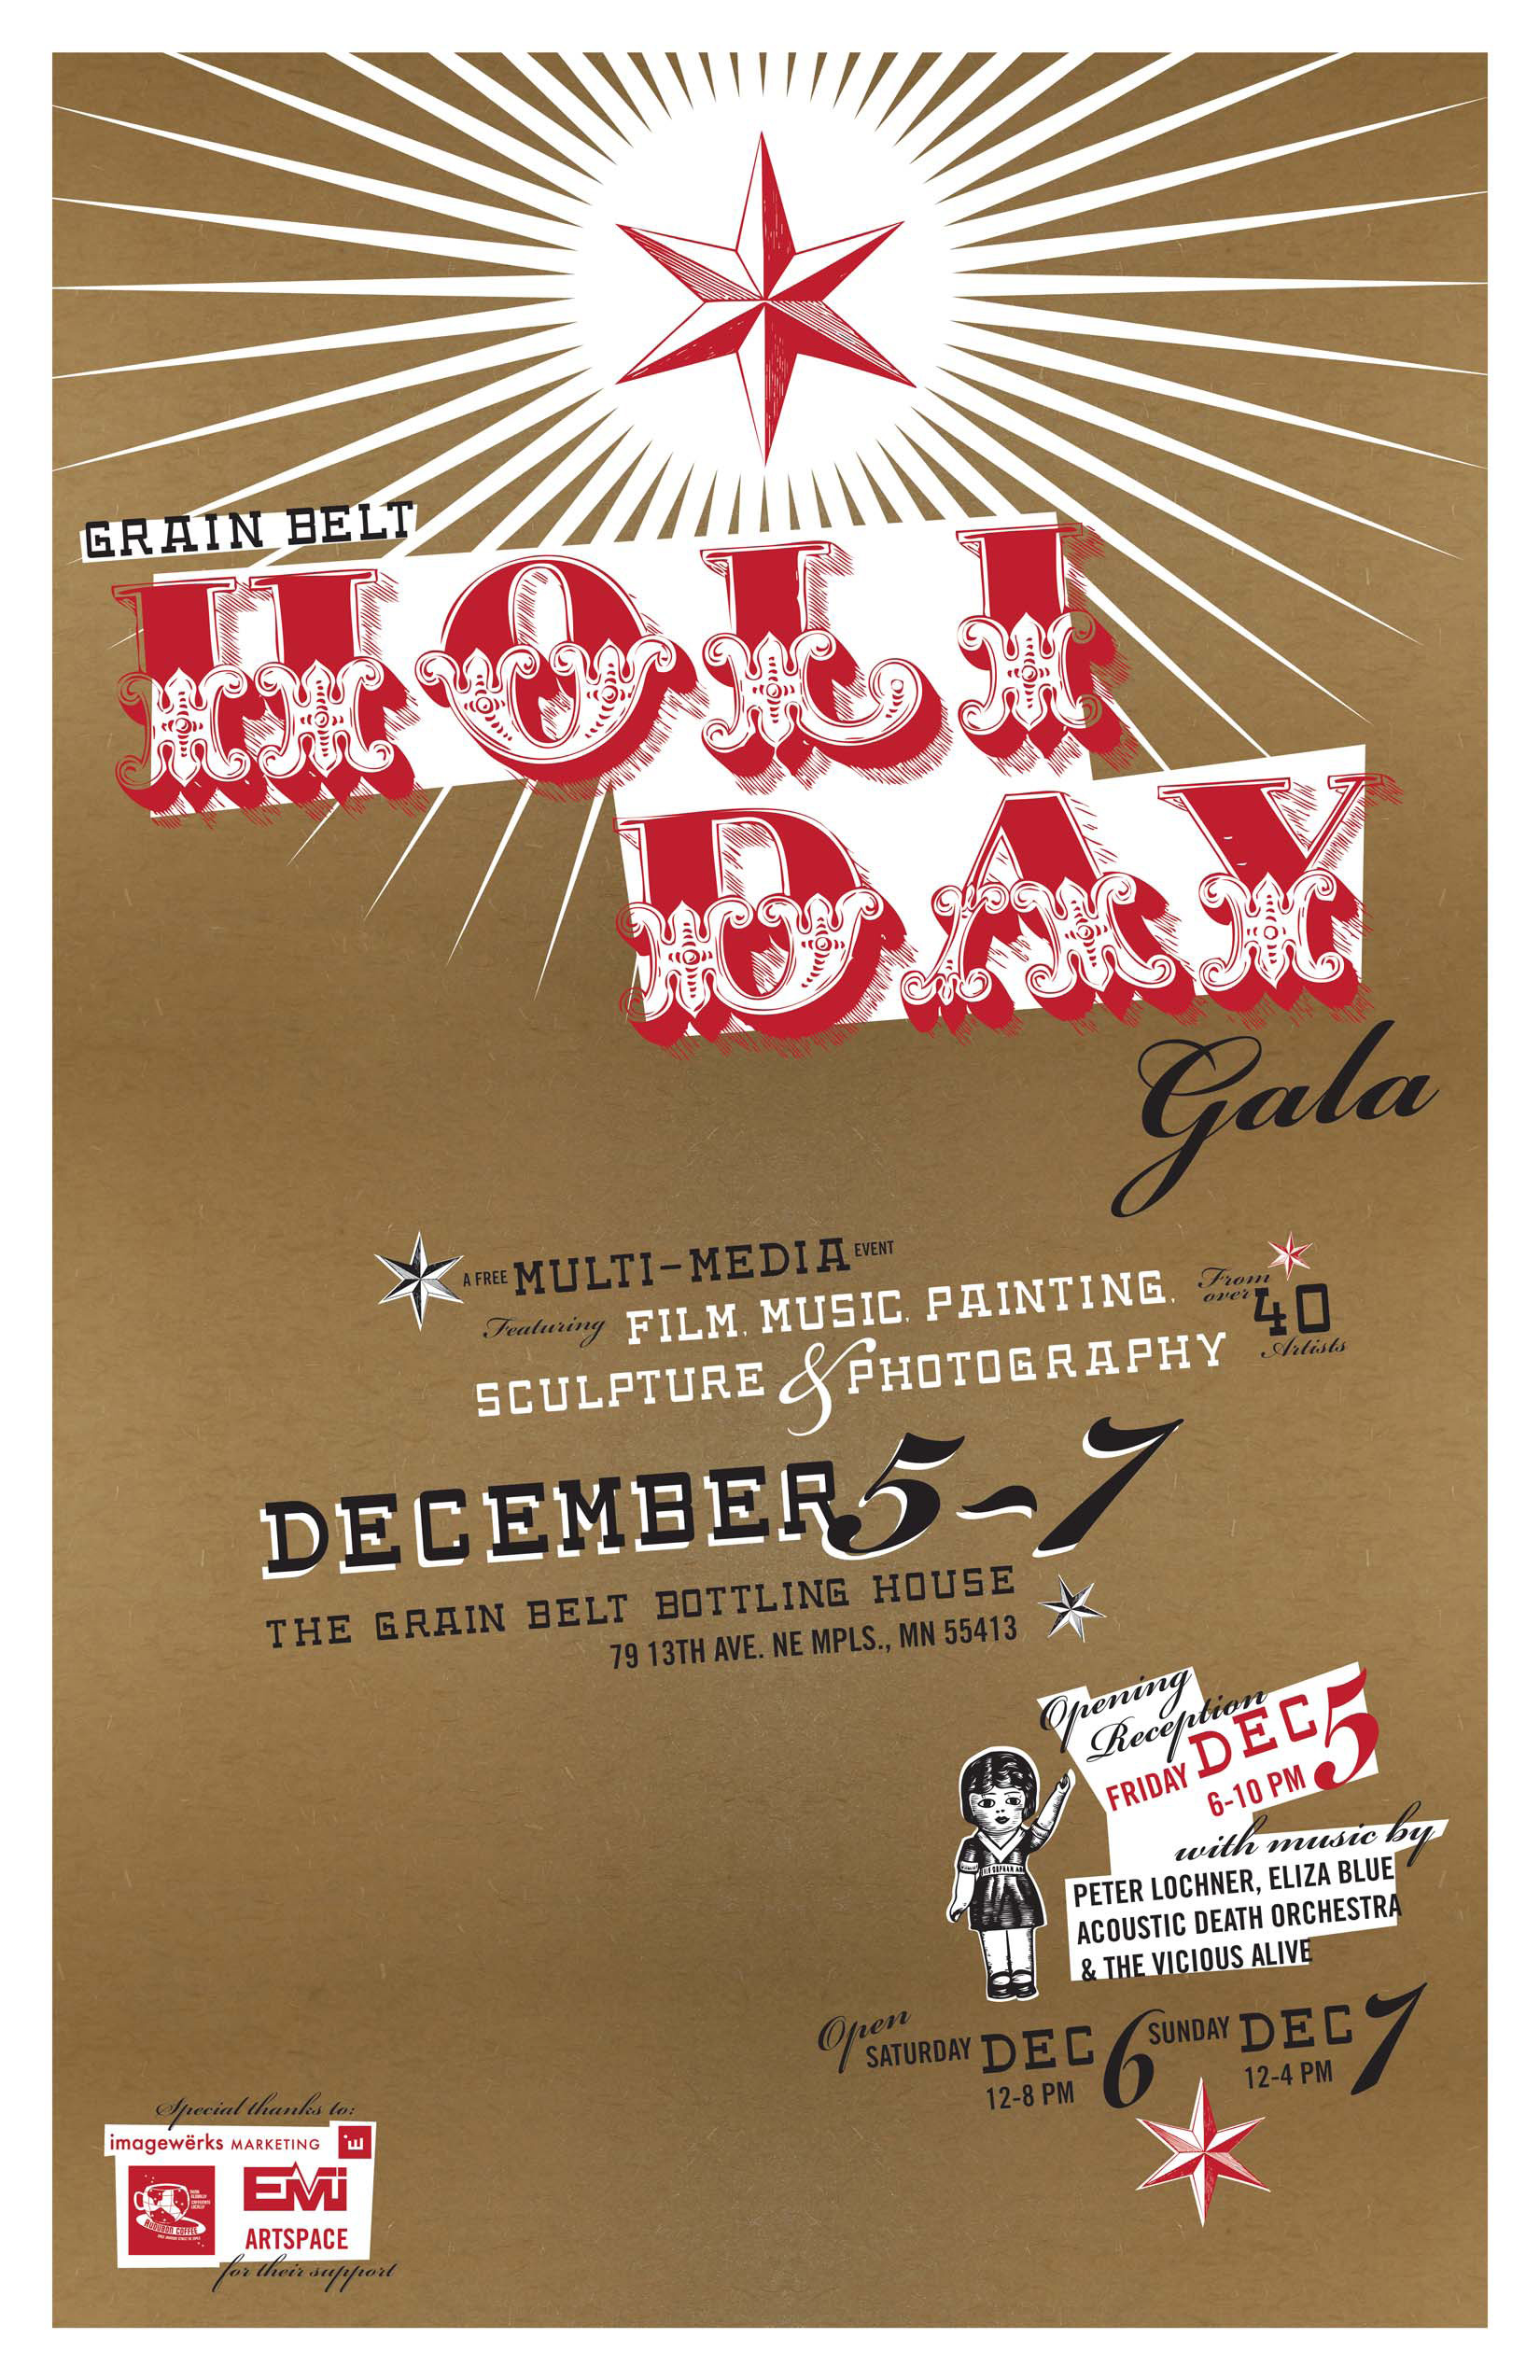 GRAIN BELT
HOLI
DAY
Gala
A FREE MULTI-MEDIA EVENT
Featuring FILM, MUSIC, PAINTING,
SCULPTURE & PHOTOGRAPHY
From
over 40
Artists
DECEMBER 5-7
THE GRAIN BELT BOTTLING HOUSE
79 13TH AVE. NE MPLS., MN 55413
Opening
Reception
FRIDAY DEC 5
6-10 PM
with music by
PETER LOCHNER, ELIZA BLUE
ACOUSTIC DEATH ORCHESTRA
& THE VICIOUS ALIVE
Open
SATURDAY DEC 6
12-8 PM
SUNDAY DEC 7
12-4 PM
Special thanks to:
imagewërks MARKETING
AUDUBON COFFEE
EMI
ARTSPACE
for their support